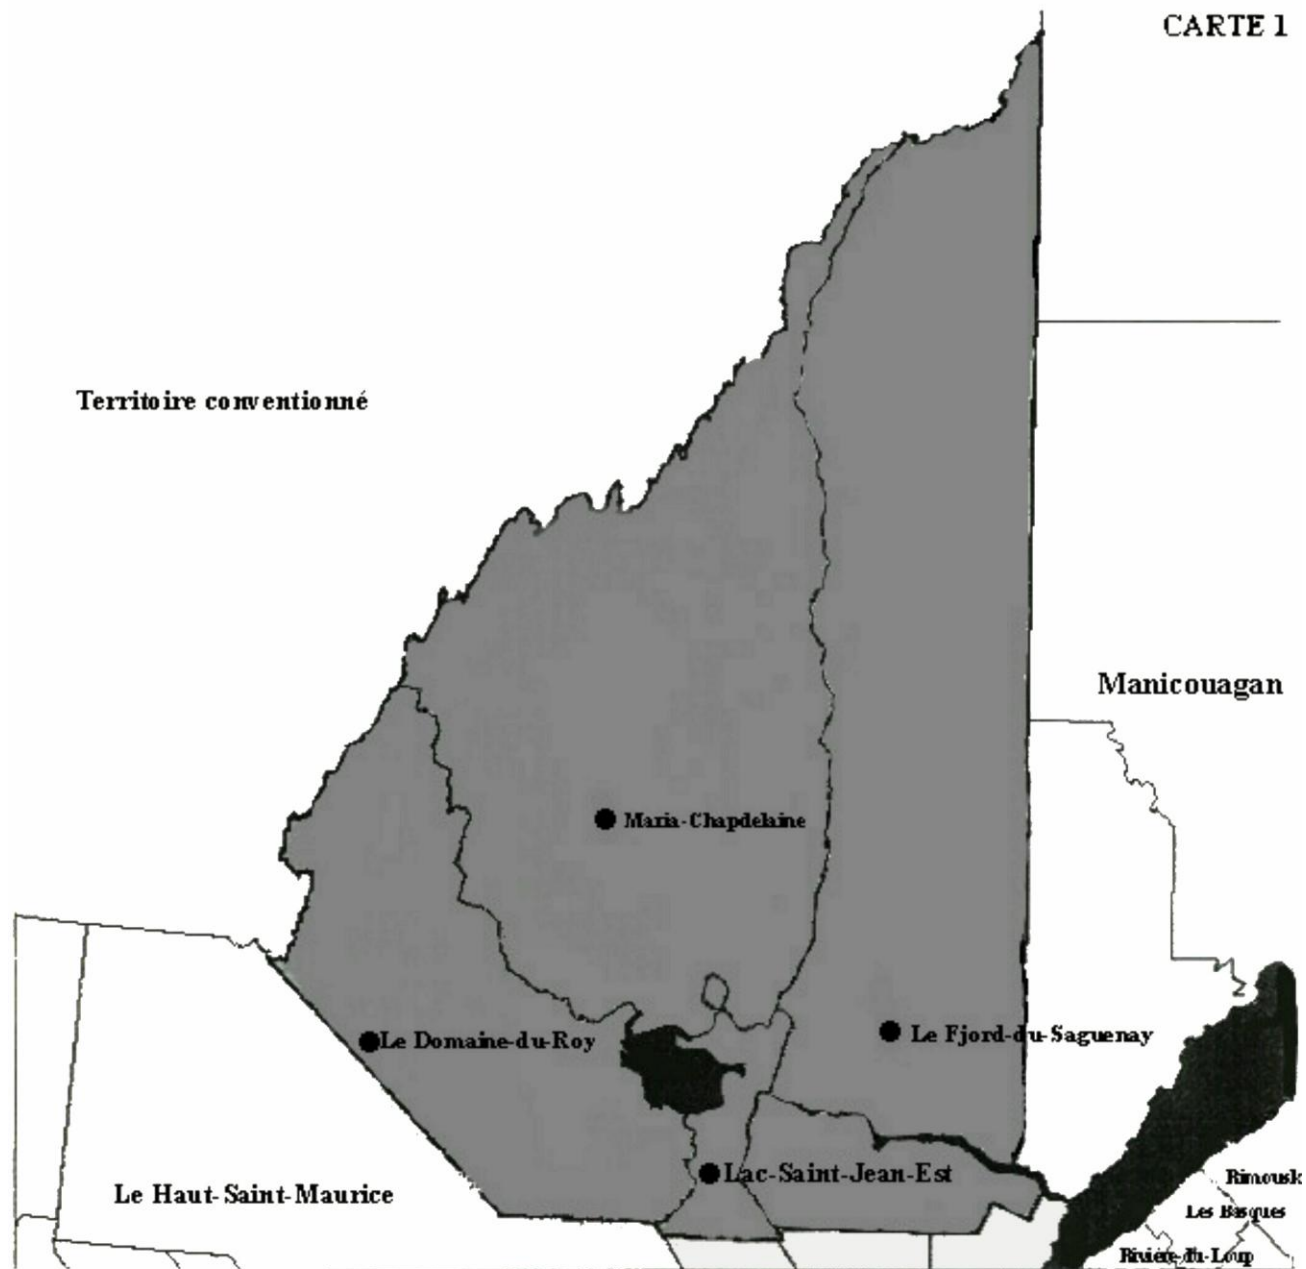 CARTE 1
Territoire conventionné
Manicouagan
Maria-Chapdelaine
Le Domaine-du-Roy
Le Fjord-du-Saguenay
Lac-Saint-Jean-Est
Le Haut-Saint-Maurice
Rimousk
Les Basques
Rivière-du-Loup